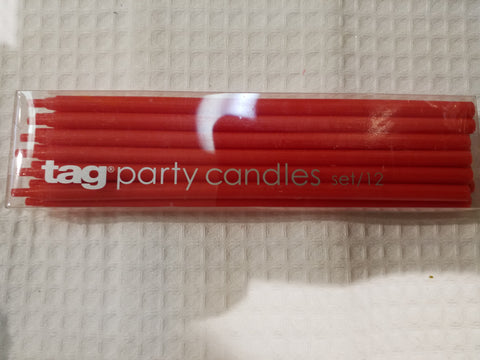 tag® party candles set/12